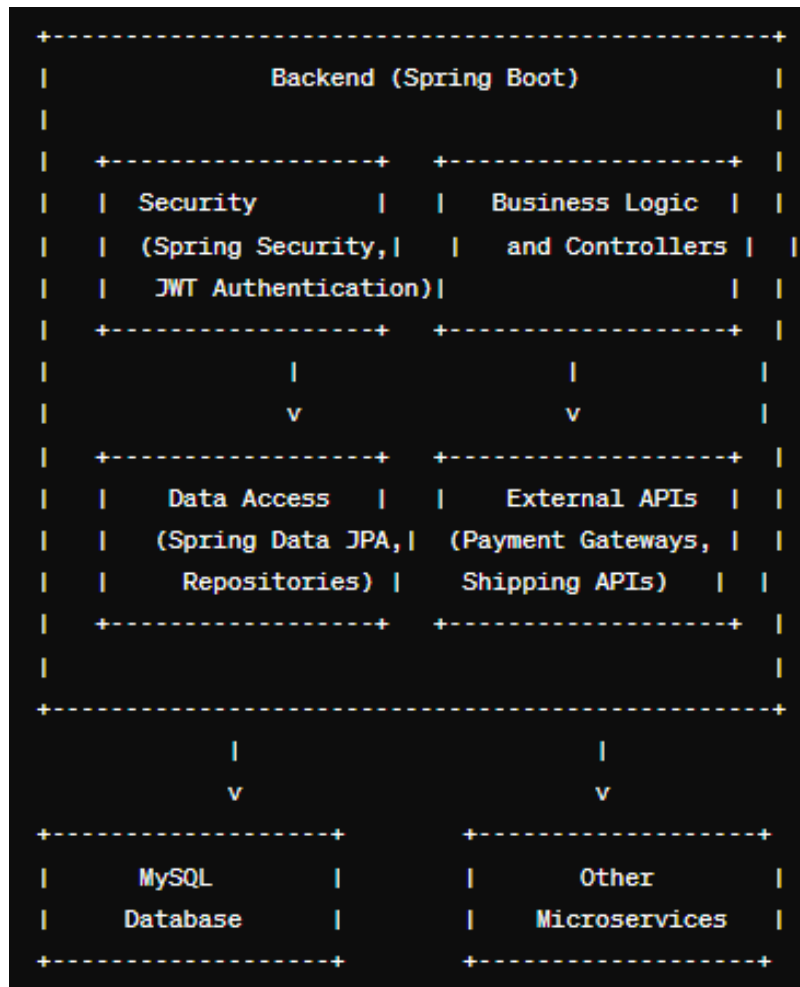 +--------------------------------------------------+
|                Backend (Spring Boot)              |
|                                                   |
|   +------------------+   +-------------------+  |
|   |  Security        |   |   Business Logic  |  |
|   |  (Spring Security,|   |   and Controllers |  |
|   |   JWT Authentication)|                    |  |
|   +------------------+   +-------------------+  |
|                |                   |            |
|                v                   v            |
|   +------------------+   +-------------------+  |
|   |    Data Access   |   |    External APIs  |  |
|   |   (Spring Data JPA,|  (Payment Gateways, |  |
|   |     Repositories) |    Shipping APIs)   |  |
|   +------------------+   +-------------------+  |
|                                                   |
+--------------------------------------------------+
             |                        |
             v                        v
+-------------------+        +-------------------+
|      MySQL        |        |       Other        |
|     Database      |        |    Microservices   |
+-------------------+        +-------------------+